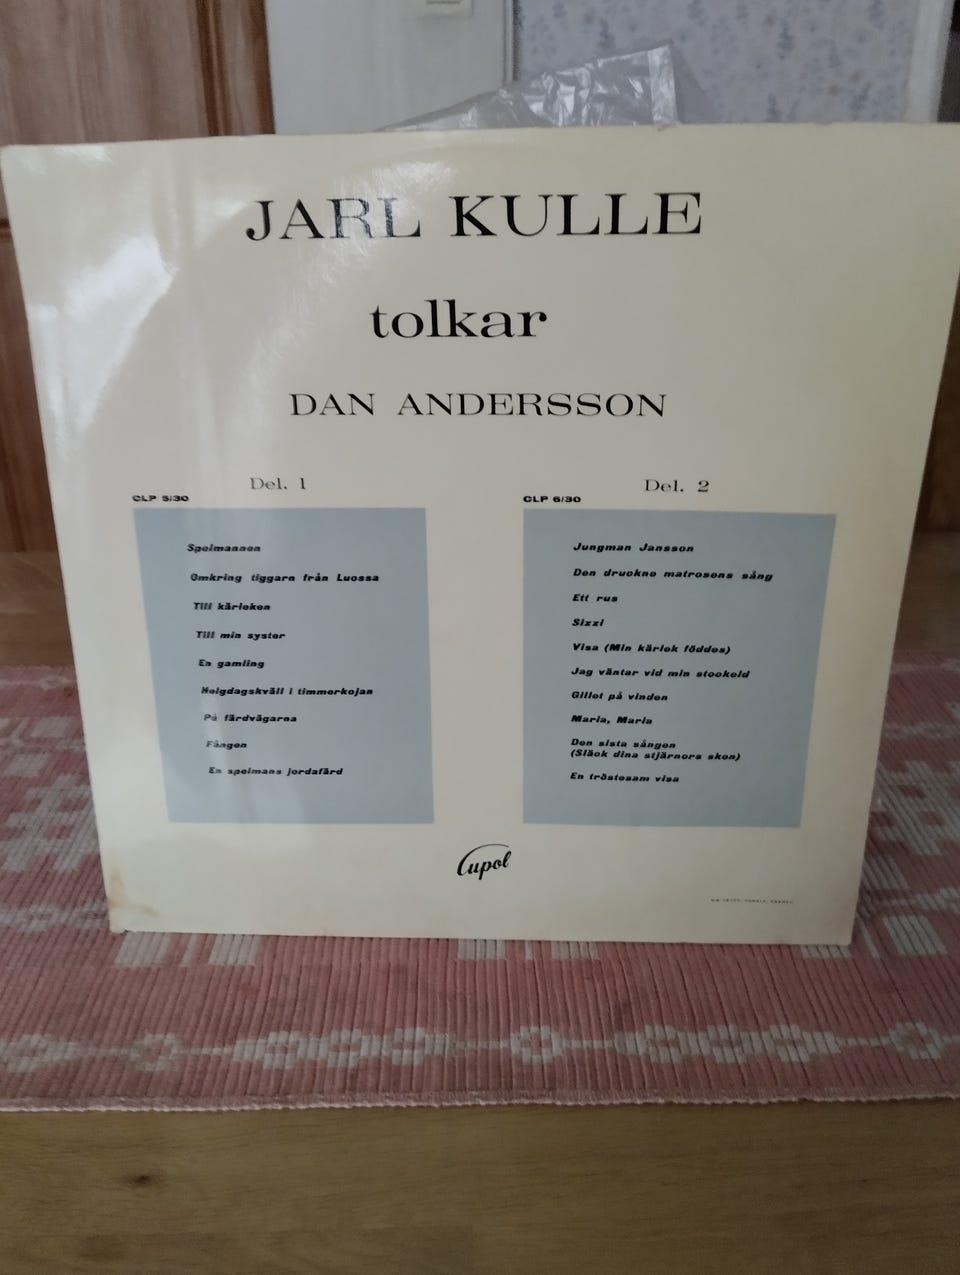 JARL KULLE
tolkar
DAN ANDERSSON
Del. 1
CLP 5/30
Spelmannen
Omkring tiggarn från Luossa
Till kärleken
Till min syster
En gamling
Helgdagskväll i timmerkojan
På färdvägarna
Fången
En spelmans jordafärd
Del. 2
CLP 6/30
Jungman Jansson
Den druckne matrosens sång
Ett rus
Sizzi
Visa (Min kärlek föddes)
Jag väntar vid min stockeld
Gillet på vinden
Maria, Maria
Den sista sången
(Släck dina stjärnors sken)
En tröstesam visa
Cupol